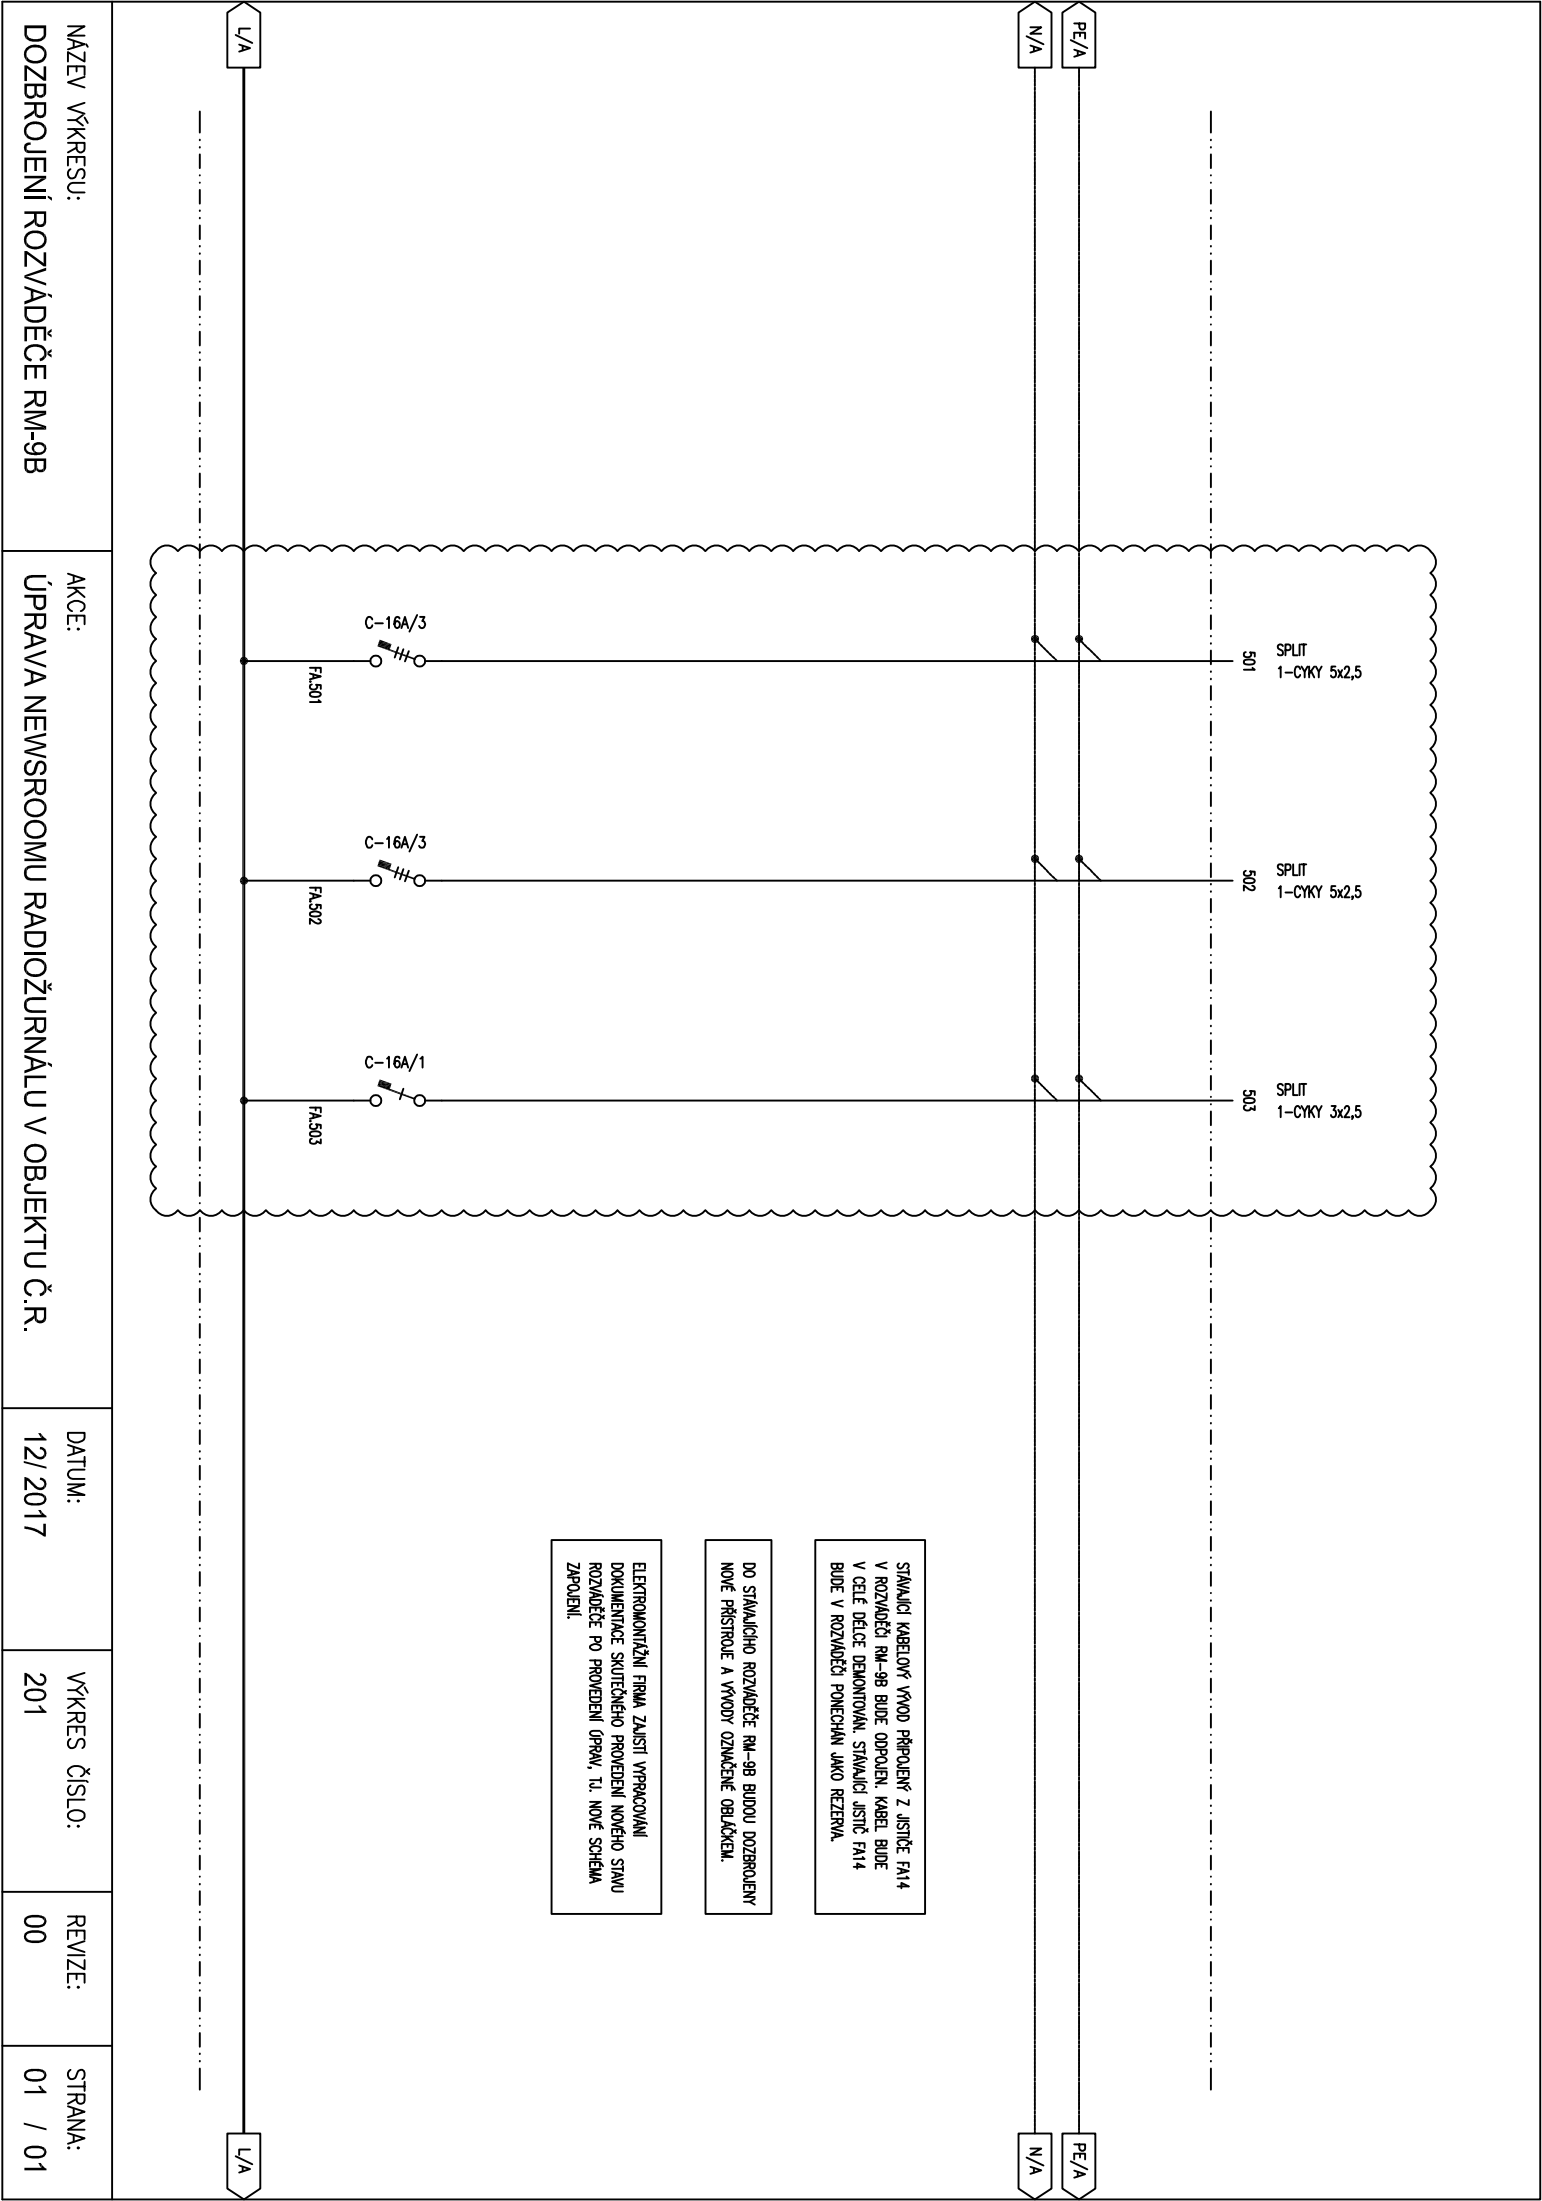 PE/A
N/A
L/A
SPLIT
1-CYKY 5x2,5
501
SPLIT
1-CYKY 5x2,5
502
SPLIT
1-CYKY 3x2,5
503
C-16A/3
FA.501
C-16A/3
FA.502
C-16A/1
FA.503
STÁVAJÍCÍ KABELOVÝ VÝVOD PŘIPOJENÝ Z JISTIČE FA14
V ROZVÁDĚČI RM-9B BUDE ODPOJEN. KABEL BUDE
V CELÉ DÉLCE DEMONTOVÁN. STÁVAJÍCÍ JISTIČ FA14
BUDE V ROZVÁDĚČI PONECHÁN JAKO REZERVA.
DO STÁVAJÍCÍHO ROZVÁDĚČE RM-9B BUDOU DOZBROJENY
NOVÉ PŘÍSTROJE A VÝVODY OZNAČENÉ OBLÁČKEM.
ELEKTROMONTÁŽNÍ FIRMA ZAJISTÍ VYPRACOVÁNÍ
DOKUMENTACE SKUTEČNÉHO PROVEDENÍ NOVÉHO STAVU
ROZVÁDĚČE PO PROVEDENÍ ÚPRAV, TJ. NOVÉ SCHÉMA
ZAPOJENÍ.
PE/A
N/A
L/A
NÁZEV VÝKRESU:
DOZBROJENÍ ROZVÁDĚČE RM-9B
AKCE:
ÚPRAVA NEWSROOMU RADIOŽURNÁLU V OBJEKTU Č.R.
DATUM:
12/ 2017
VÝKRES ČÍSLO:
201
REVIZE:
00
STRANA:
01 / 01